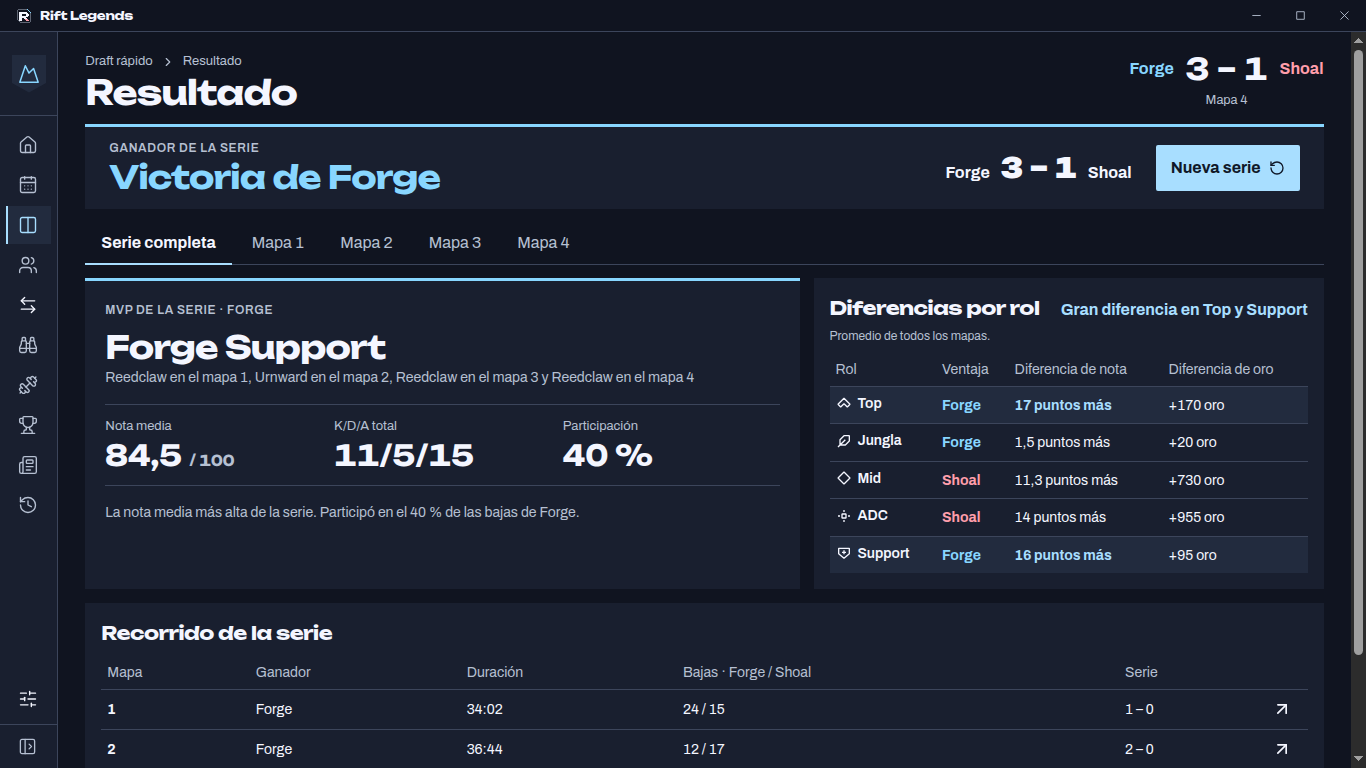 Rift Legends
Draft rápido › Resultado
Resultado
Forge 3 – 1 Shoal
Mapa 4
GANADOR DE LA SERIE
Victoria de Forge
Forge 3 – 1 Shoal
Nueva serie
Serie completa Mapa 1 Mapa 2 Mapa 3 Mapa 4
MVP DE LA SERIE · FORGE
Forge Support
Reedclaw en el mapa 1, Urnward en el mapa 2, Reedclaw en el mapa 3 y Reedclaw en el mapa 4
Nota media K/D/A total Participación
84,5 / 100 11/5/15 40 %
La nota media más alta de la serie. Participó en el 40 % de las bajas de Forge.
Diferencias por rol Gran diferencia en Top y Support
Promedio de todos los mapas.
Rol Ventaja Diferencia de nota Diferencia de oro
Top Forge 17 puntos más +170 oro
Jungla Forge 1,5 puntos más +20 oro
Mid Shoal 11,3 puntos más +730 oro
ADC Shoal 14 puntos más +955 oro
Support Forge 16 puntos más +95 oro
Recorrido de la serie
Mapa Ganador Duración Bajas · Forge / Shoal Serie
1 Forge 34:02 24 / 15 1 – 0
2 Forge 36:44 12 / 17 2 – 0